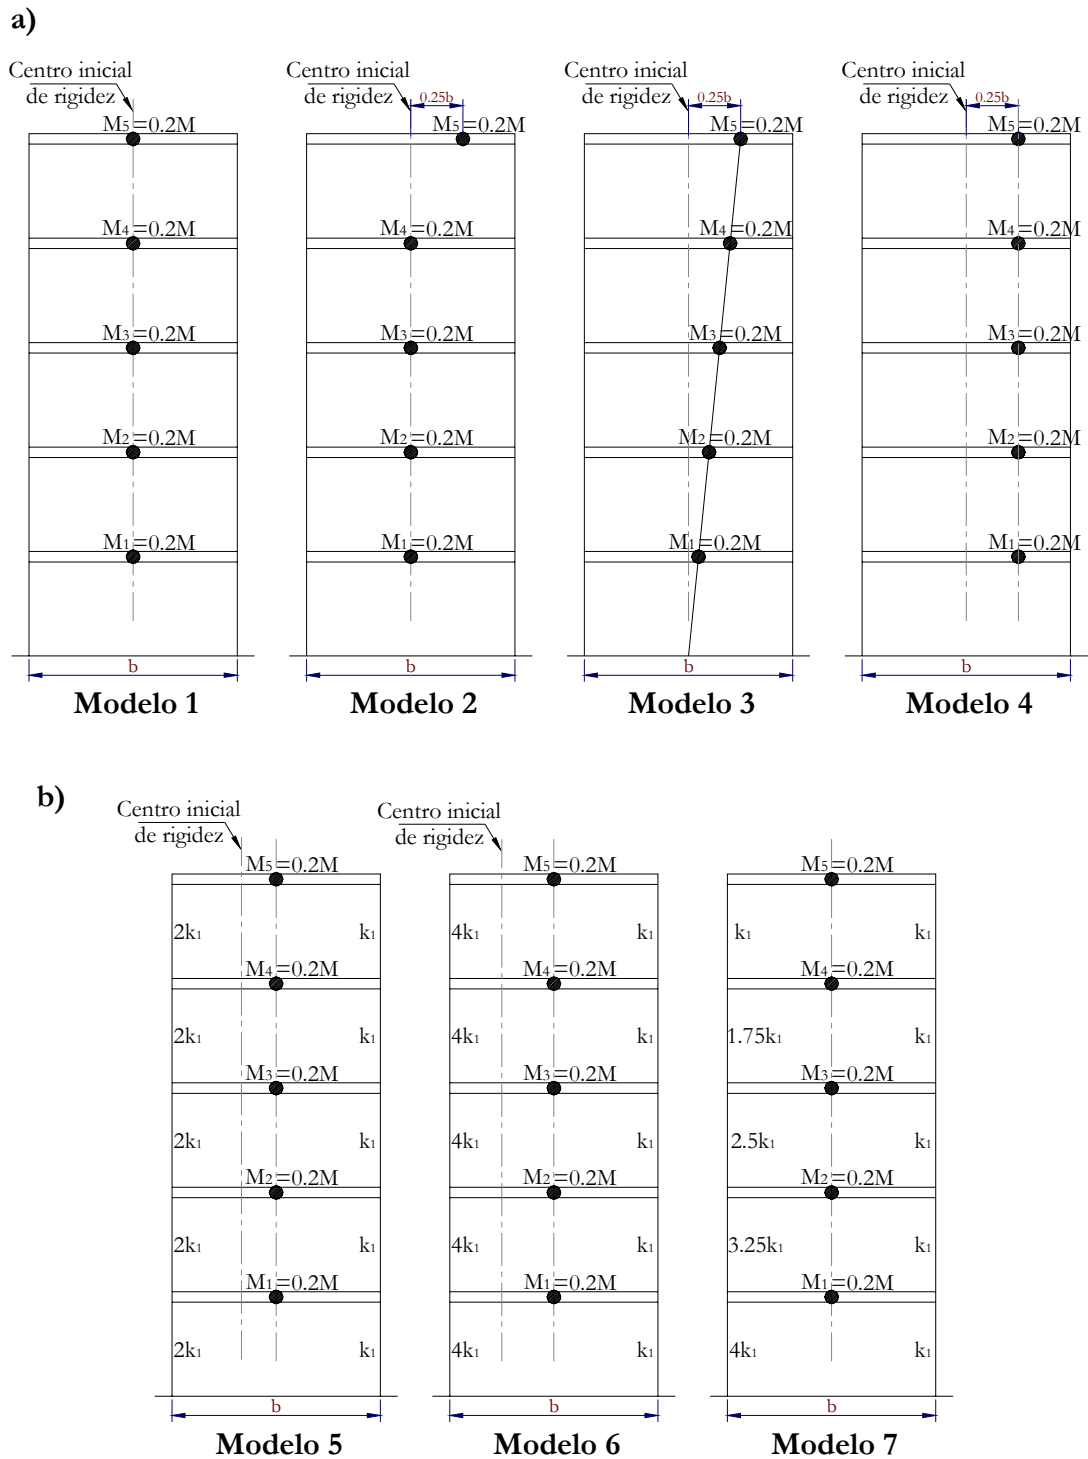 a)
Centro inicial
de rigidez
M5=0.2M
M4=0.2M
M3=0.2M
M2=0.2M
M1=0.2M
b
Modelo 1
Centro inicial
de rigidez
0.25b
M5=0.2M
M4=0.2M
M3=0.2M
M2=0.2M
M1=0.2M
b
Modelo 2
Centro inicial
de rigidez
0.25b
M5=0.2M
M4=0.2M
M3=0.2M
M2=0.2M
M1=0.2M
b
Modelo 3
Centro inicial
de rigidez
0.25b
M5=0.2M
M4=0.2M
M3=0.2M
M2=0.2M
M1=0.2M
b
Modelo 4
b)
Centro inicial
de rigidez
M5=0.2M
2k1 k1
M4=0.2M
2k1 k1
M3=0.2M
2k1 k1
M2=0.2M
2k1 k1
M1=0.2M
2k1 k1
b
Modelo 5
Centro inicial
de rigidez
M5=0.2M
4k1 k1
M4=0.2M
4k1 k1
M3=0.2M
4k1 k1
M2=0.2M
4k1 k1
M1=0.2M
4k1 k1
b
Modelo 6
M5=0.2M
k1 k1
M4=0.2M
1.75k1 k1
M3=0.2M
2.5k1 k1
M2=0.2M
3.25k1 k1
M1=0.2M
4k1 k1
b
Modelo 7